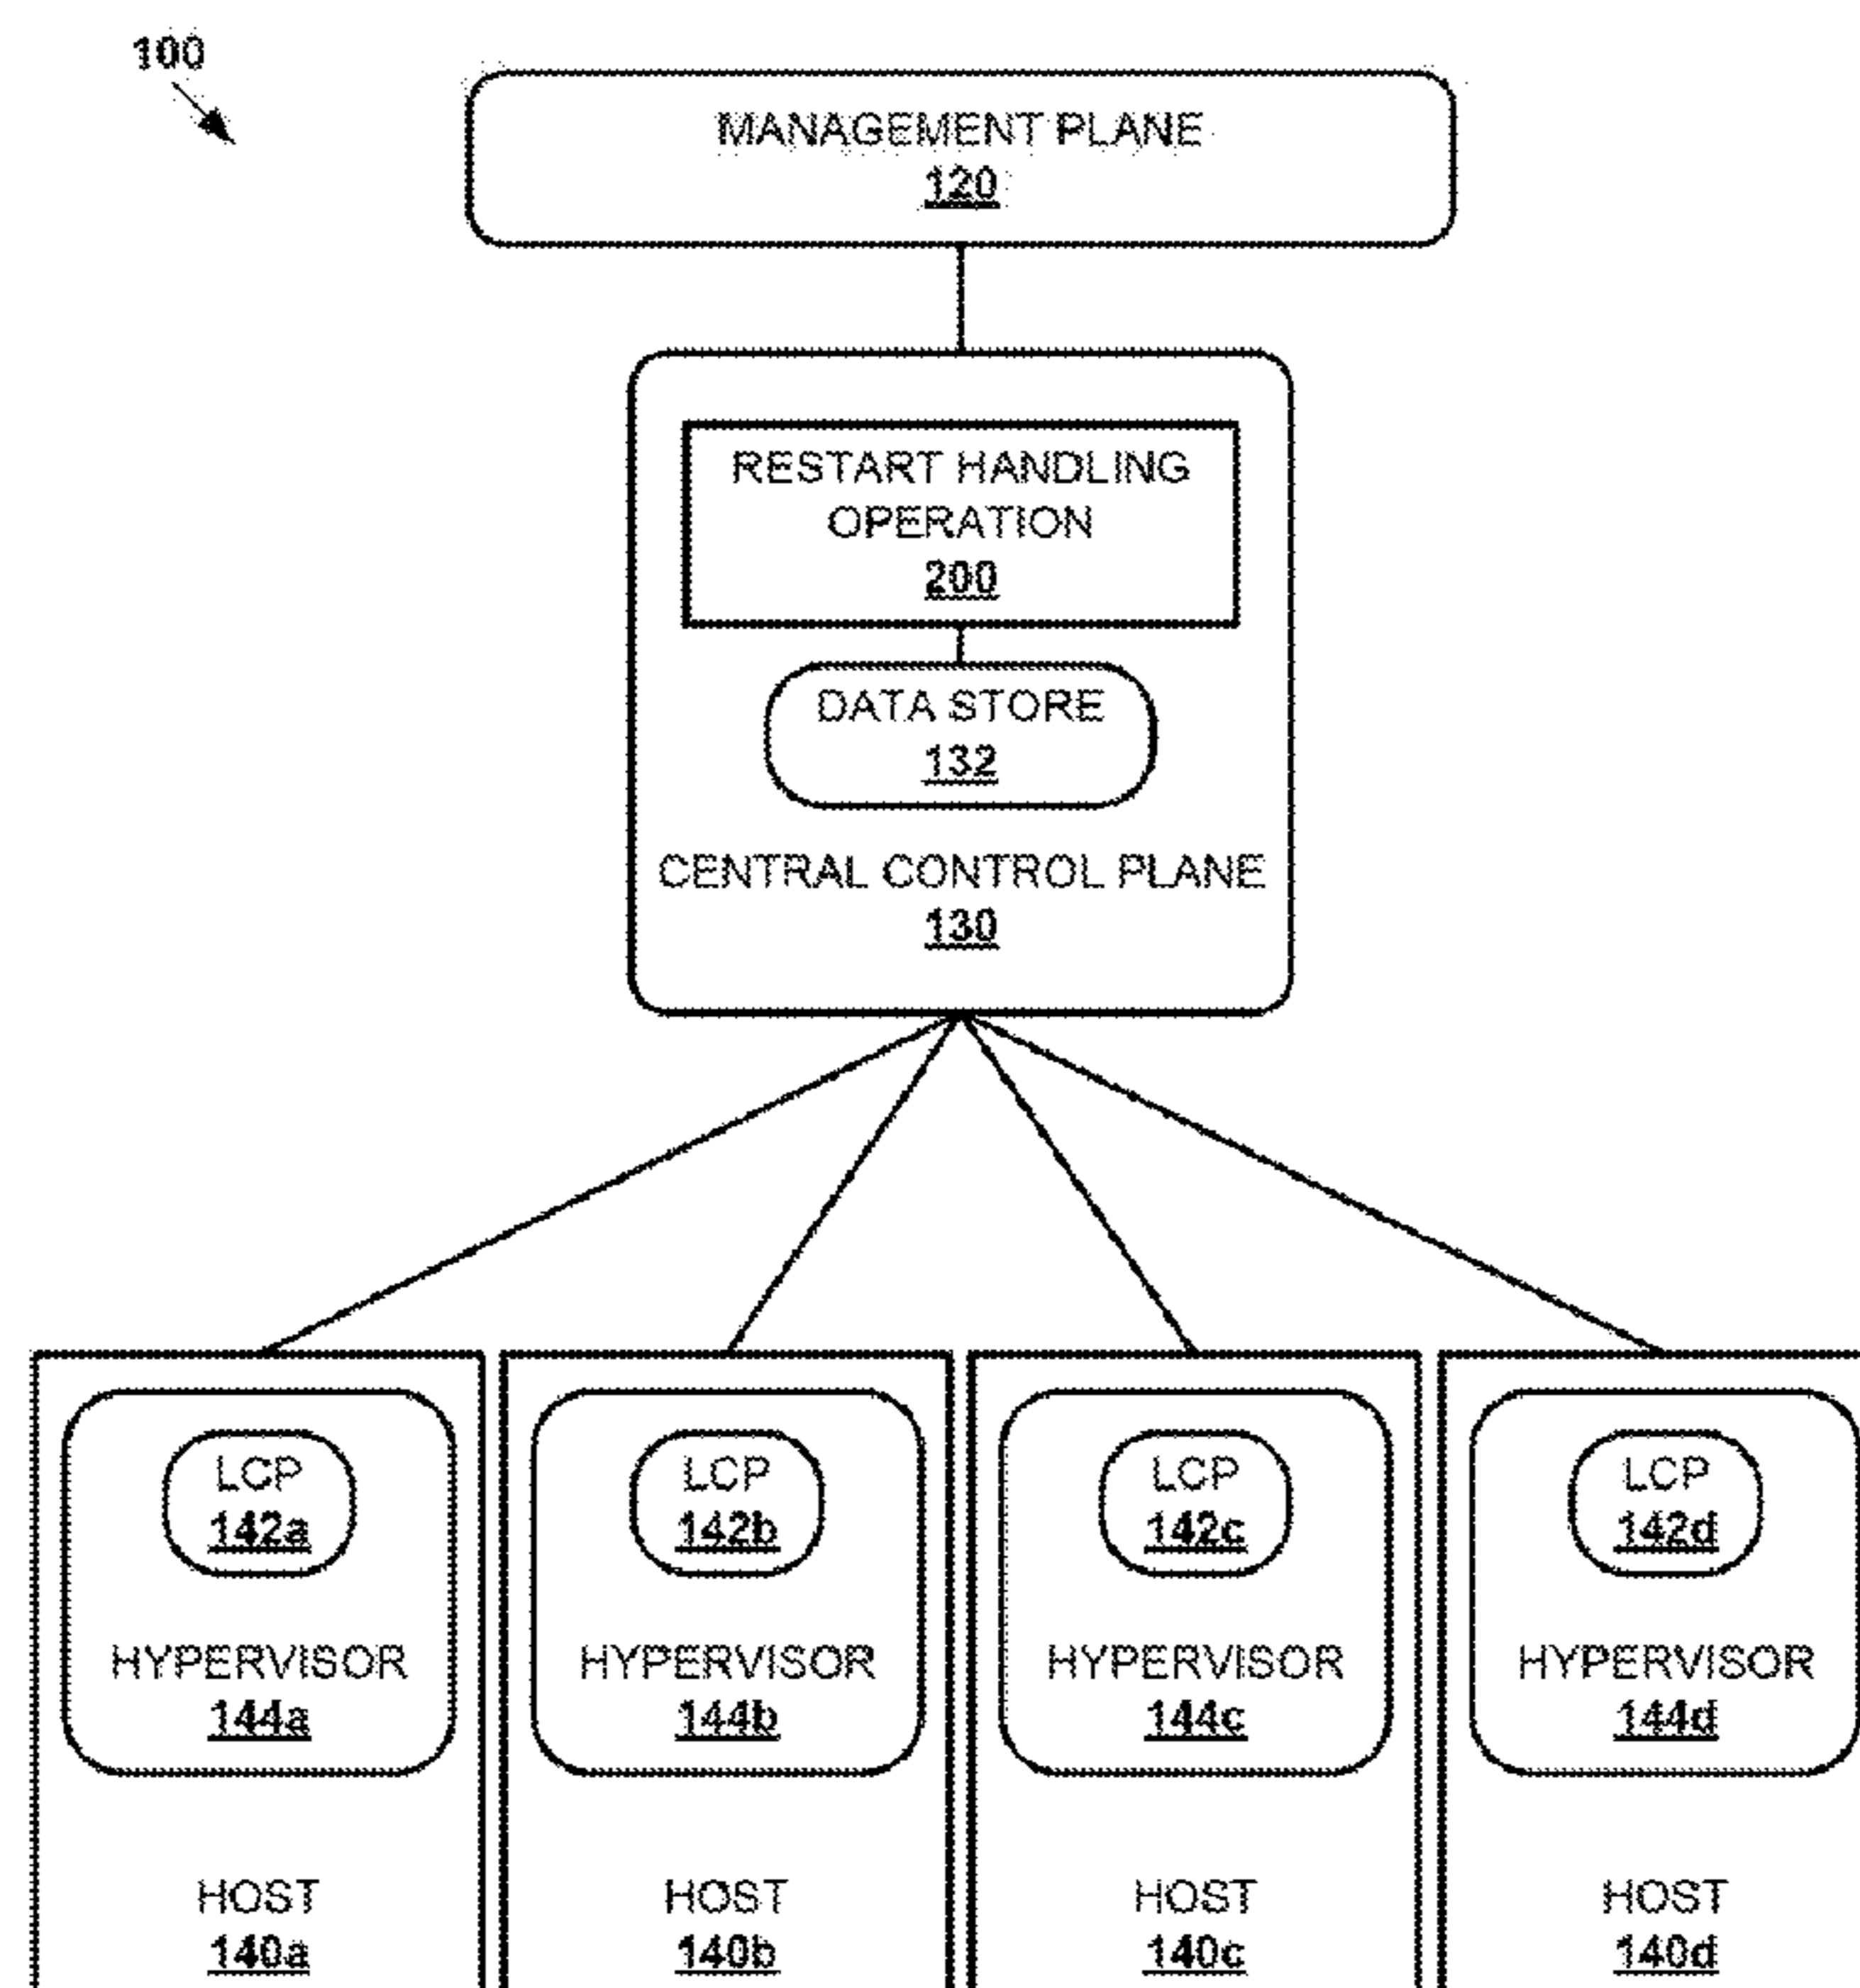 100
MANAGEMENT PLANE
120
RESTART HANDLING
OPERATION
200
DATA STORE
132
CENTRAL CONTROL PLANE
130
LCP
142a
HYPERVISOR
144a
HOST
140a
LCP
142b
HYPERVISOR
144b
HOST
140b
LCP
142c
HYPERVISOR
144c
HOST
140c
LCP
142d
HYPERVISOR
144d
HOST
140d